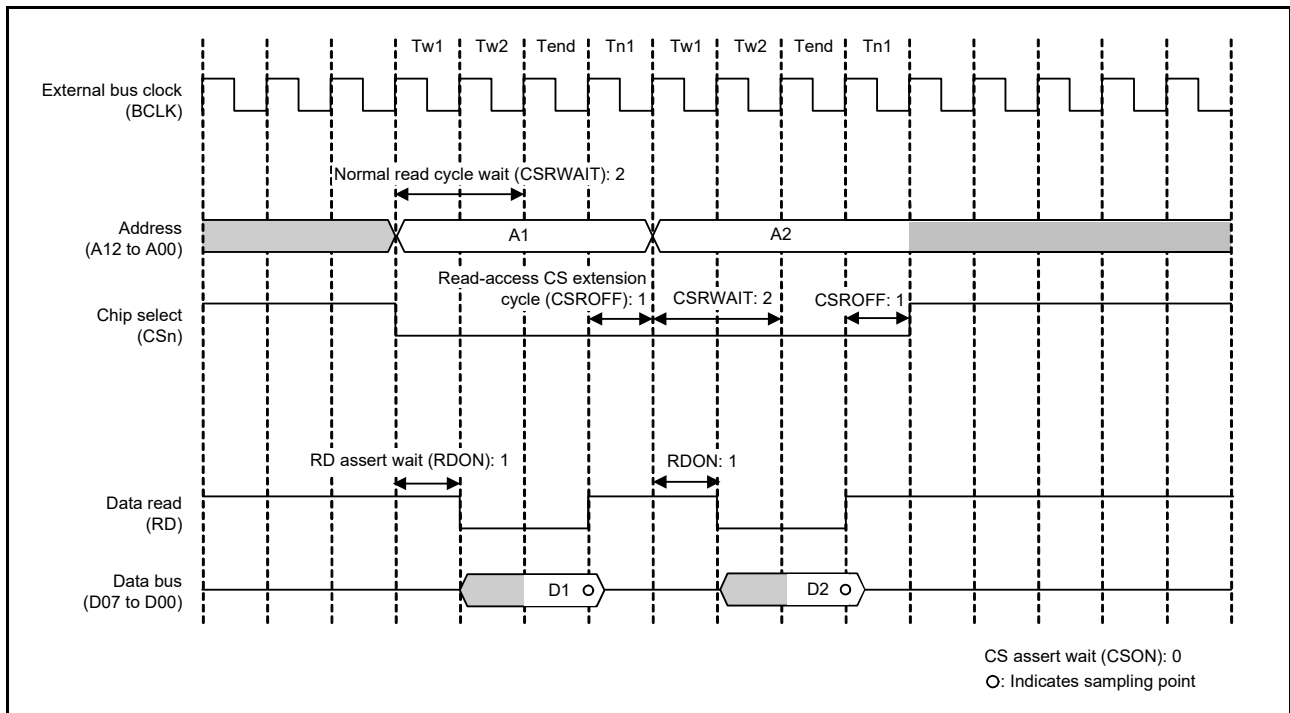 Tw1 Tw2 Tend Tn1 Tw1 Tw2 Tend Tn1
External bus clock
(BCLK)
Normal read cycle wait (CSRWAIT): 2
Address
(A12 to A00)
A1
A2
Read-access CS extension
cycle (CSROFF): 1
CSRWAIT: 2
CSROFF: 1
Chip select
(CSn)
RD assert wait (RDON): 1
RDON: 1
Data read
(RD)
Data bus
(D07 to D00)
D1
D2
CS assert wait (CSON): 0
O: Indicates sampling point